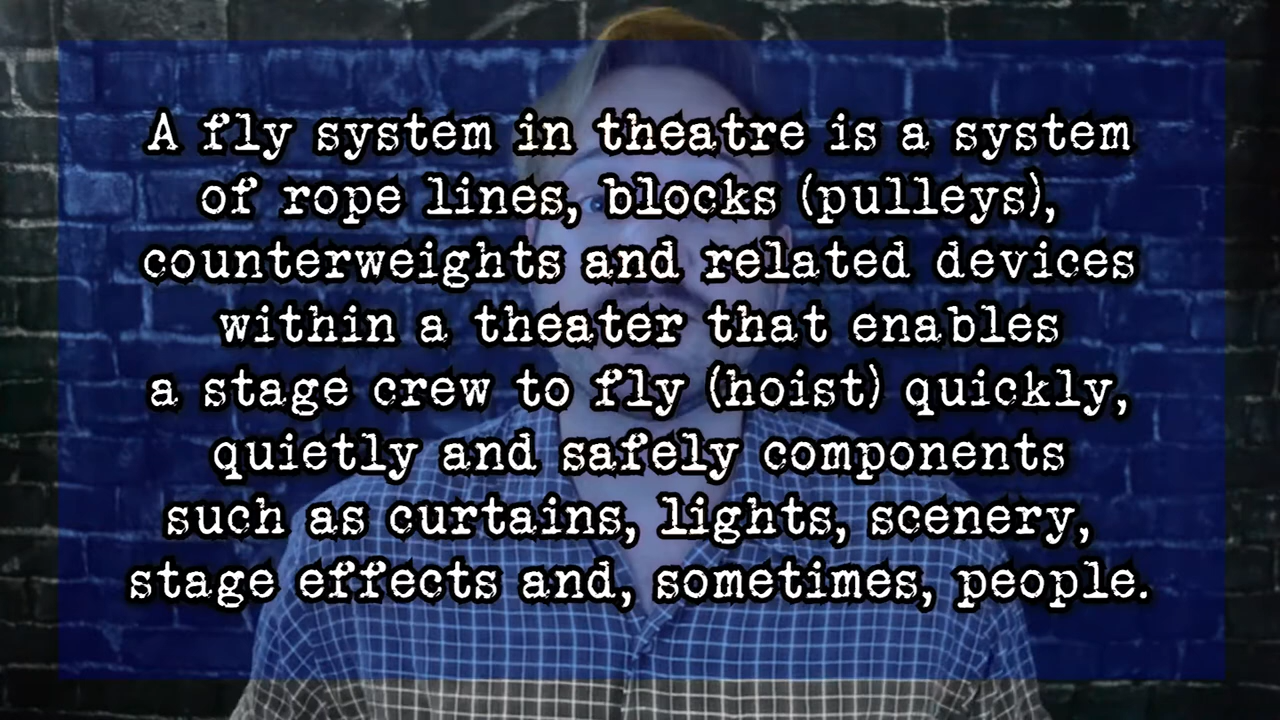 A fly system in theatre is a system
of rope lines, blocks (pulleys),
counterweights and related devices
within a theater that enables
a stage crew to fly (hoist) quickly,
quietly and safely components
such as curtains, lights, scenery,
stage effects and, sometimes, people.